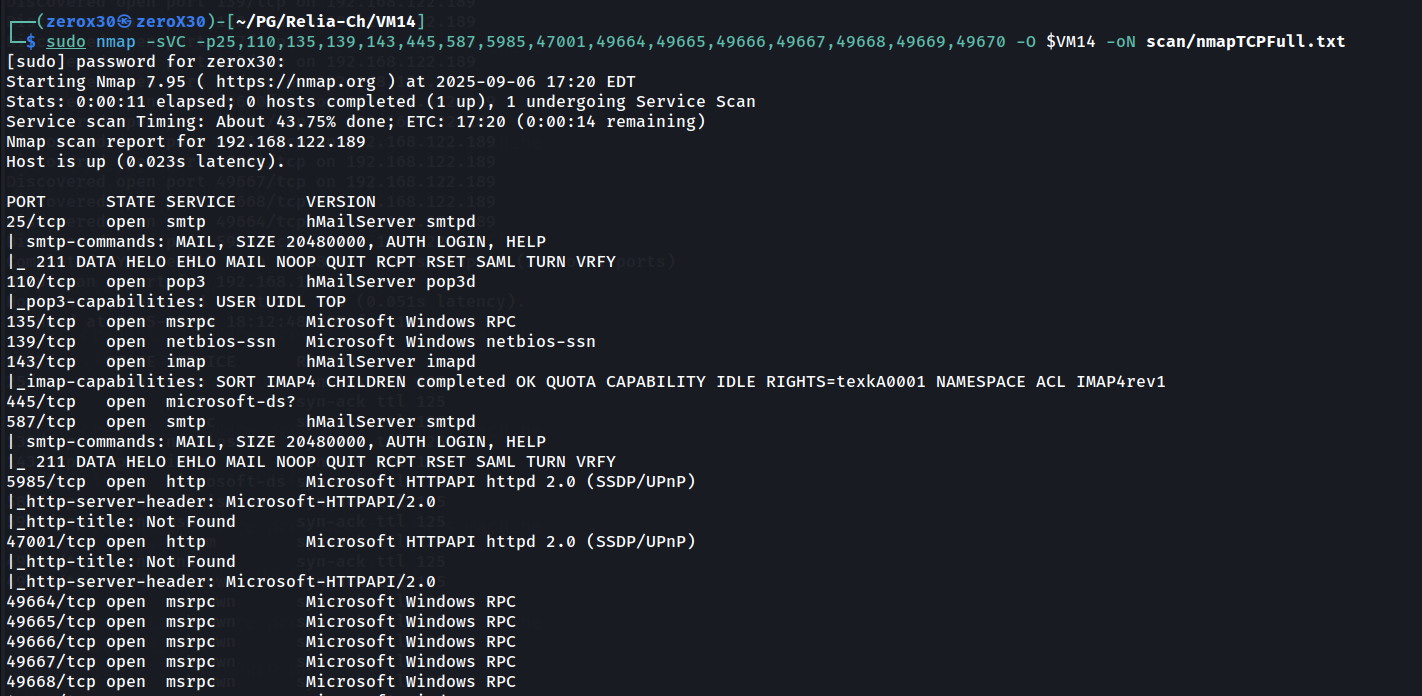 ┌──(zerox30㉿zeroX30)-[~/PG/Relia-Ch/VM14]
└─$ sudo nmap -sVC -p25,110,135,139,143,445,587,5985,47001,49664,49665,49666,49667,49668,49669,49670 -O $VM14 -oN scan/nmapTCPFull.txt
[sudo] password for zerox30:
Starting Nmap 7.95 ( https://nmap.org ) at 2025-09-06 17:20 EDT
Stats: 0:00:11 elapsed; 0 hosts completed (1 up), 1 undergoing Service Scan
Service scan Timing: About 43.75% done; ETC: 17:20 (0:00:14 remaining)
Nmap scan report for 192.168.122.189
Host is up (0.023s latency).

PORT      STATE SERVICE       VERSION
25/tcp    open  smtp          hMailServer smtpd
| smtp-commands: MAIL, SIZE 20480000, AUTH LOGIN, HELP
|_ 211 DATA HELO EHLO MAIL NOOP QUIT RCPT RSET SAML TURN VRFY
110/tcp   open  pop3          hMailServer pop3d
|_pop3-capabilities: USER UIDL TOP
135/tcp   open  msrpc         Microsoft Windows RPC
139/tcp   open  netbios-ssn   Microsoft Windows netbios-ssn
143/tcp   open  imap          hMailServer imapd
|_imap-capabilities: SORT IMAP4 CHILDREN completed OK QUOTA CAPABILITY IDLE RIGHTS=texkA0001 NAMESPACE ACL IMAP4rev1
445/tcp   open  microsoft-ds?
587/tcp   open  smtp          hMailServer smtpd
| smtp-commands: MAIL, SIZE 20480000, AUTH LOGIN, HELP
|_ 211 DATA HELO EHLO MAIL NOOP QUIT RCPT RSET SAML TURN VRFY
5985/tcp  open  http          Microsoft HTTPAPI httpd 2.0 (SSDP/UPnP)
|_http-server-header: Microsoft-HTTPAPI/2.0
|_http-title: Not Found
47001/tcp open  http          Microsoft HTTPAPI httpd 2.0 (SSDP/UPnP)
|_http-title: Not Found
|_http-server-header: Microsoft-HTTPAPI/2.0
49664/tcp open  msrpc         Microsoft Windows RPC
49665/tcp open  msrpc         Microsoft Windows RPC
49666/tcp open  msrpc         Microsoft Windows RPC
49667/tcp open  msrpc         Microsoft Windows RPC
49668/tcp open  msrpc         Microsoft Windows RPC